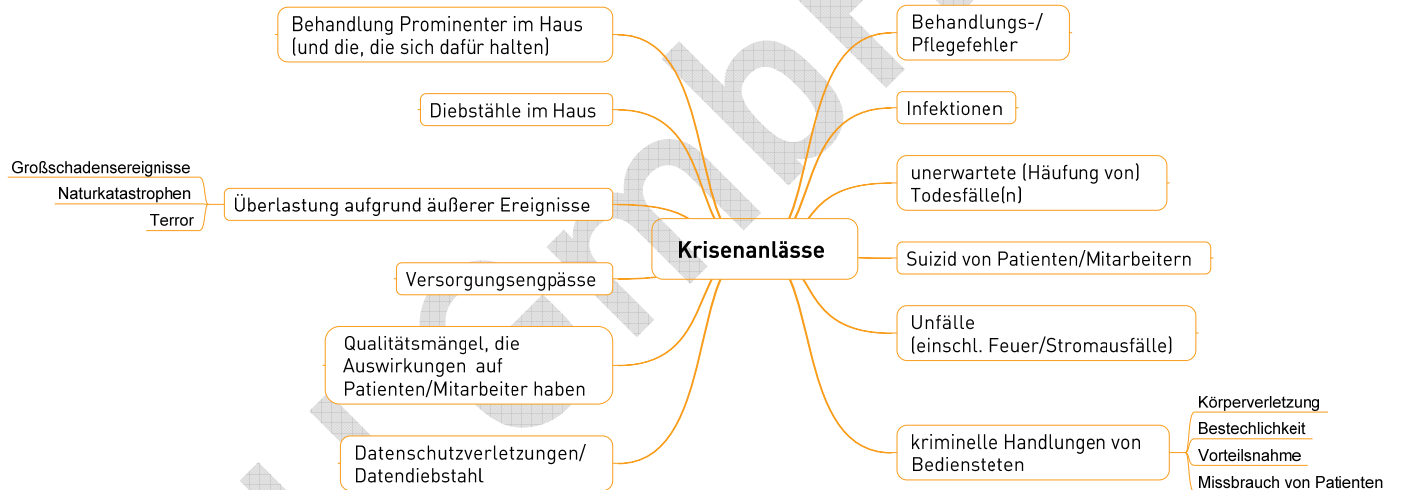 Behandlung Prominenter im Haus
(und die, die sich dafür halten)
Diebstähle im Haus
Großschadensereignisse
Naturkatastrophen
Terror
Überlastung aufgrund äußerer Ereignisse
Versorgungsengpässe
Qualitätsmängel, die
Auswirkungen auf
Patienten/Mitarbeiter haben
Datenschutzverletzungen/
Datendiebstahl
Krisenanlässe
Behandlungs-/
Pflegefehler
Infektionen
unerwartete (Häufung von)
Todesfälle(n)
Suizid von Patienten/Mitarbeitern
Unfälle
(einschl. Feuer/Stromausfälle)
kriminelle Handlungen von
Bediensteten
Körperverletzung
Bestechlichkeit
Vorteilsnahme
Missbrauch von Patienten
GmbH